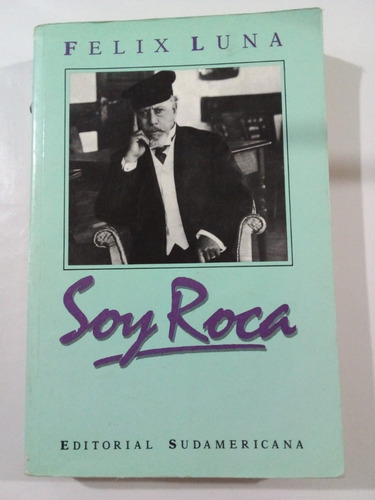 FELIX LUNA
Soy Roca
EDITORIAL SUDAMERICANA